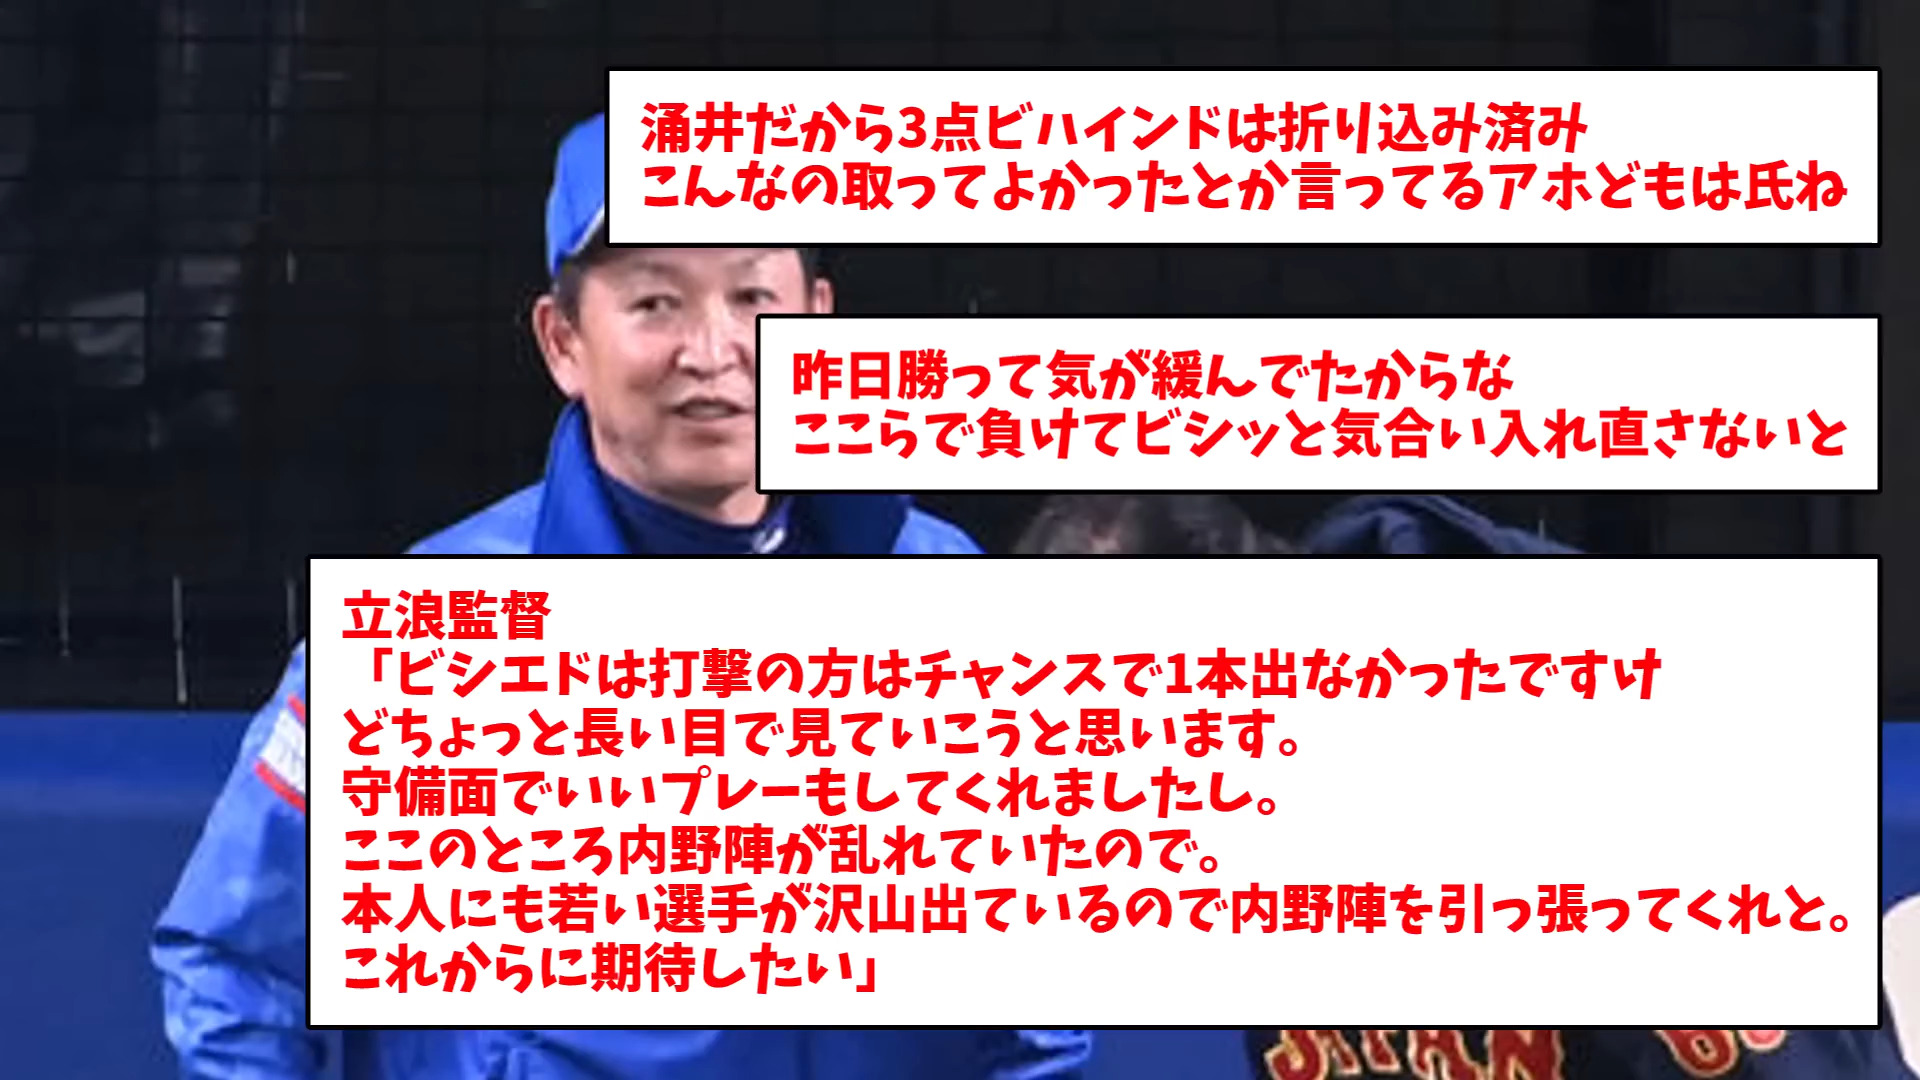 涌井だから3点ビハインドは折り込み済み
こんなの取ってよかったとか言ってるアホどもは氏ね
昨日勝って気が緩んでたからな
ここらで負けてビシッと気合い入れ直さないと
立浪監督
「ビシエドは打撃の方はチャンスで1本出なかったですけ
どちょっと長い目で見ていこうと思います。
守備面でいいプレーもしてくれましたし。
ここのところ内野陣が乱れていたので。
本人にも若い選手が沢山出ているので内野陣を引っ張ってくれと。
これからに期待したい」
JAPAN